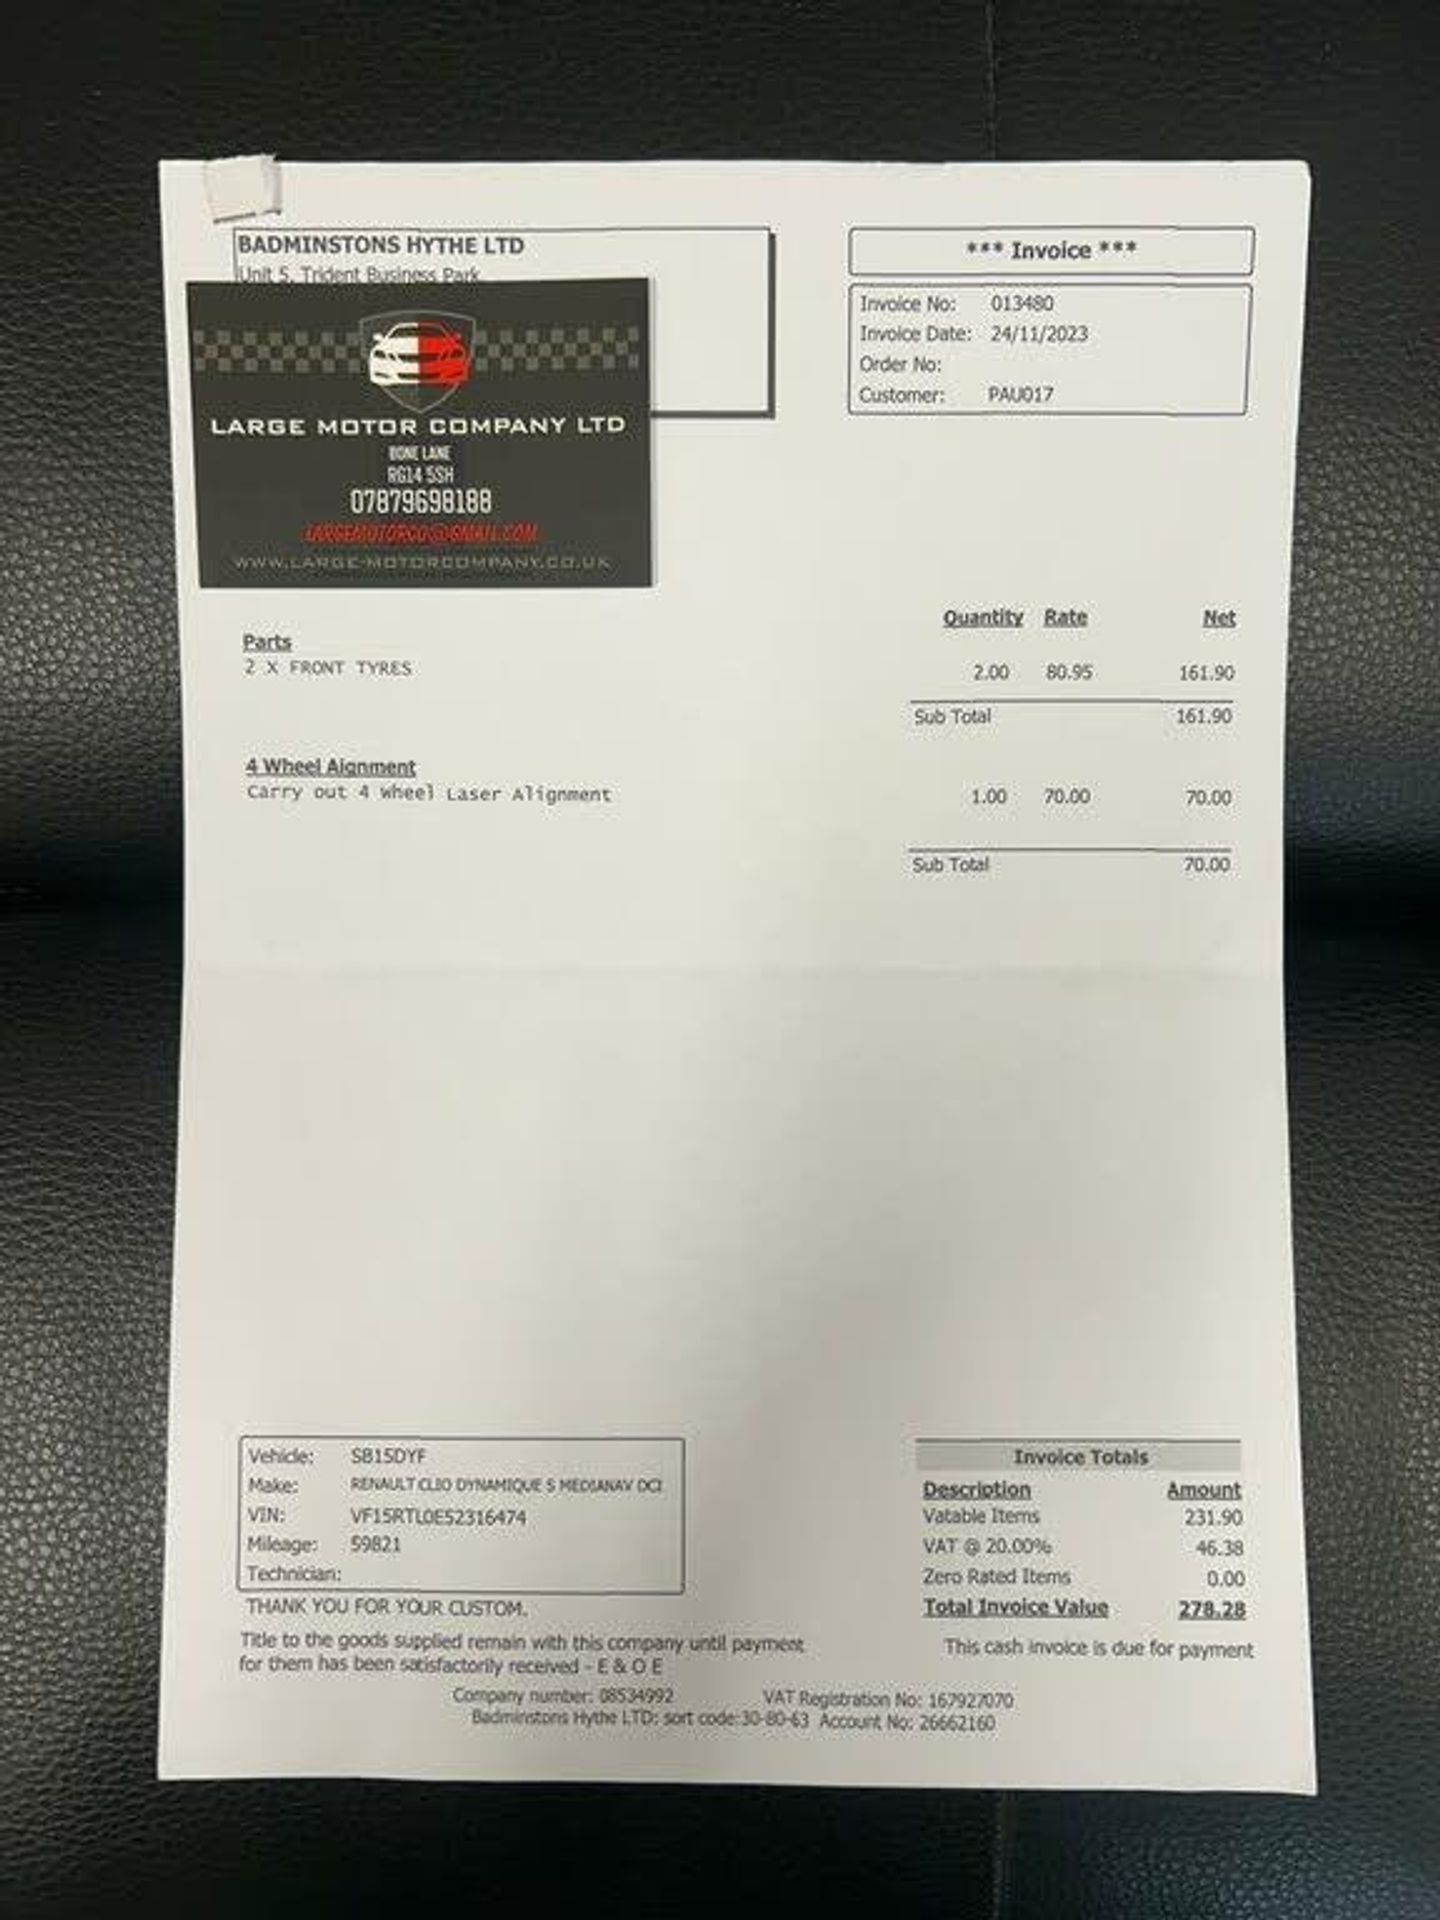 BADMINSTONS HYTHE LTD
Unit 5, Trident Business Park
LARGE MOTOR COMPANY LTD
BONE LANE
RG14 5SH
07879698188
LARGEMOTORCO@GMAIL.COM
WWW.LARGE-MOTORCOMPANY.CO.UK
*** Invoice ***
Invoice No: 013480
Invoice Date: 24/11/2023
Order No:
Customer: PAU017
Quantity Rate Net
Parts
2 X FRONT TYRES 2.00 80.95 161.90
Sub Total 161.90
4 Wheel Aignment
Carry out 4 wheel Laser Alignment 1.00 70.00 70.00
Sub Total 70.00
Vehicle: SB15DYF
Make: RENAULT CLIO DYNAMIQUE S MEDIANAV DCI
VIN: VF15RTL0E52316474
Mileage: 59821
Technician:
THANK YOU FOR YOUR CUSTOM.
Title to the goods supplied remain with this company until payment
for them has been satisfactorily received - E & O E
Invoice Totals
Description Amount
Vatable Items 231.90
VAT @ 20.00% 46.38
Zero Rated Items 0.00
Total Invoice Value 278.28
This cash invoice is due for payment
Company number: 08534992 VAT Registration No: 167927070
Badminstons Hythe LTD: sort code:30-80-63 Account No: 26662160